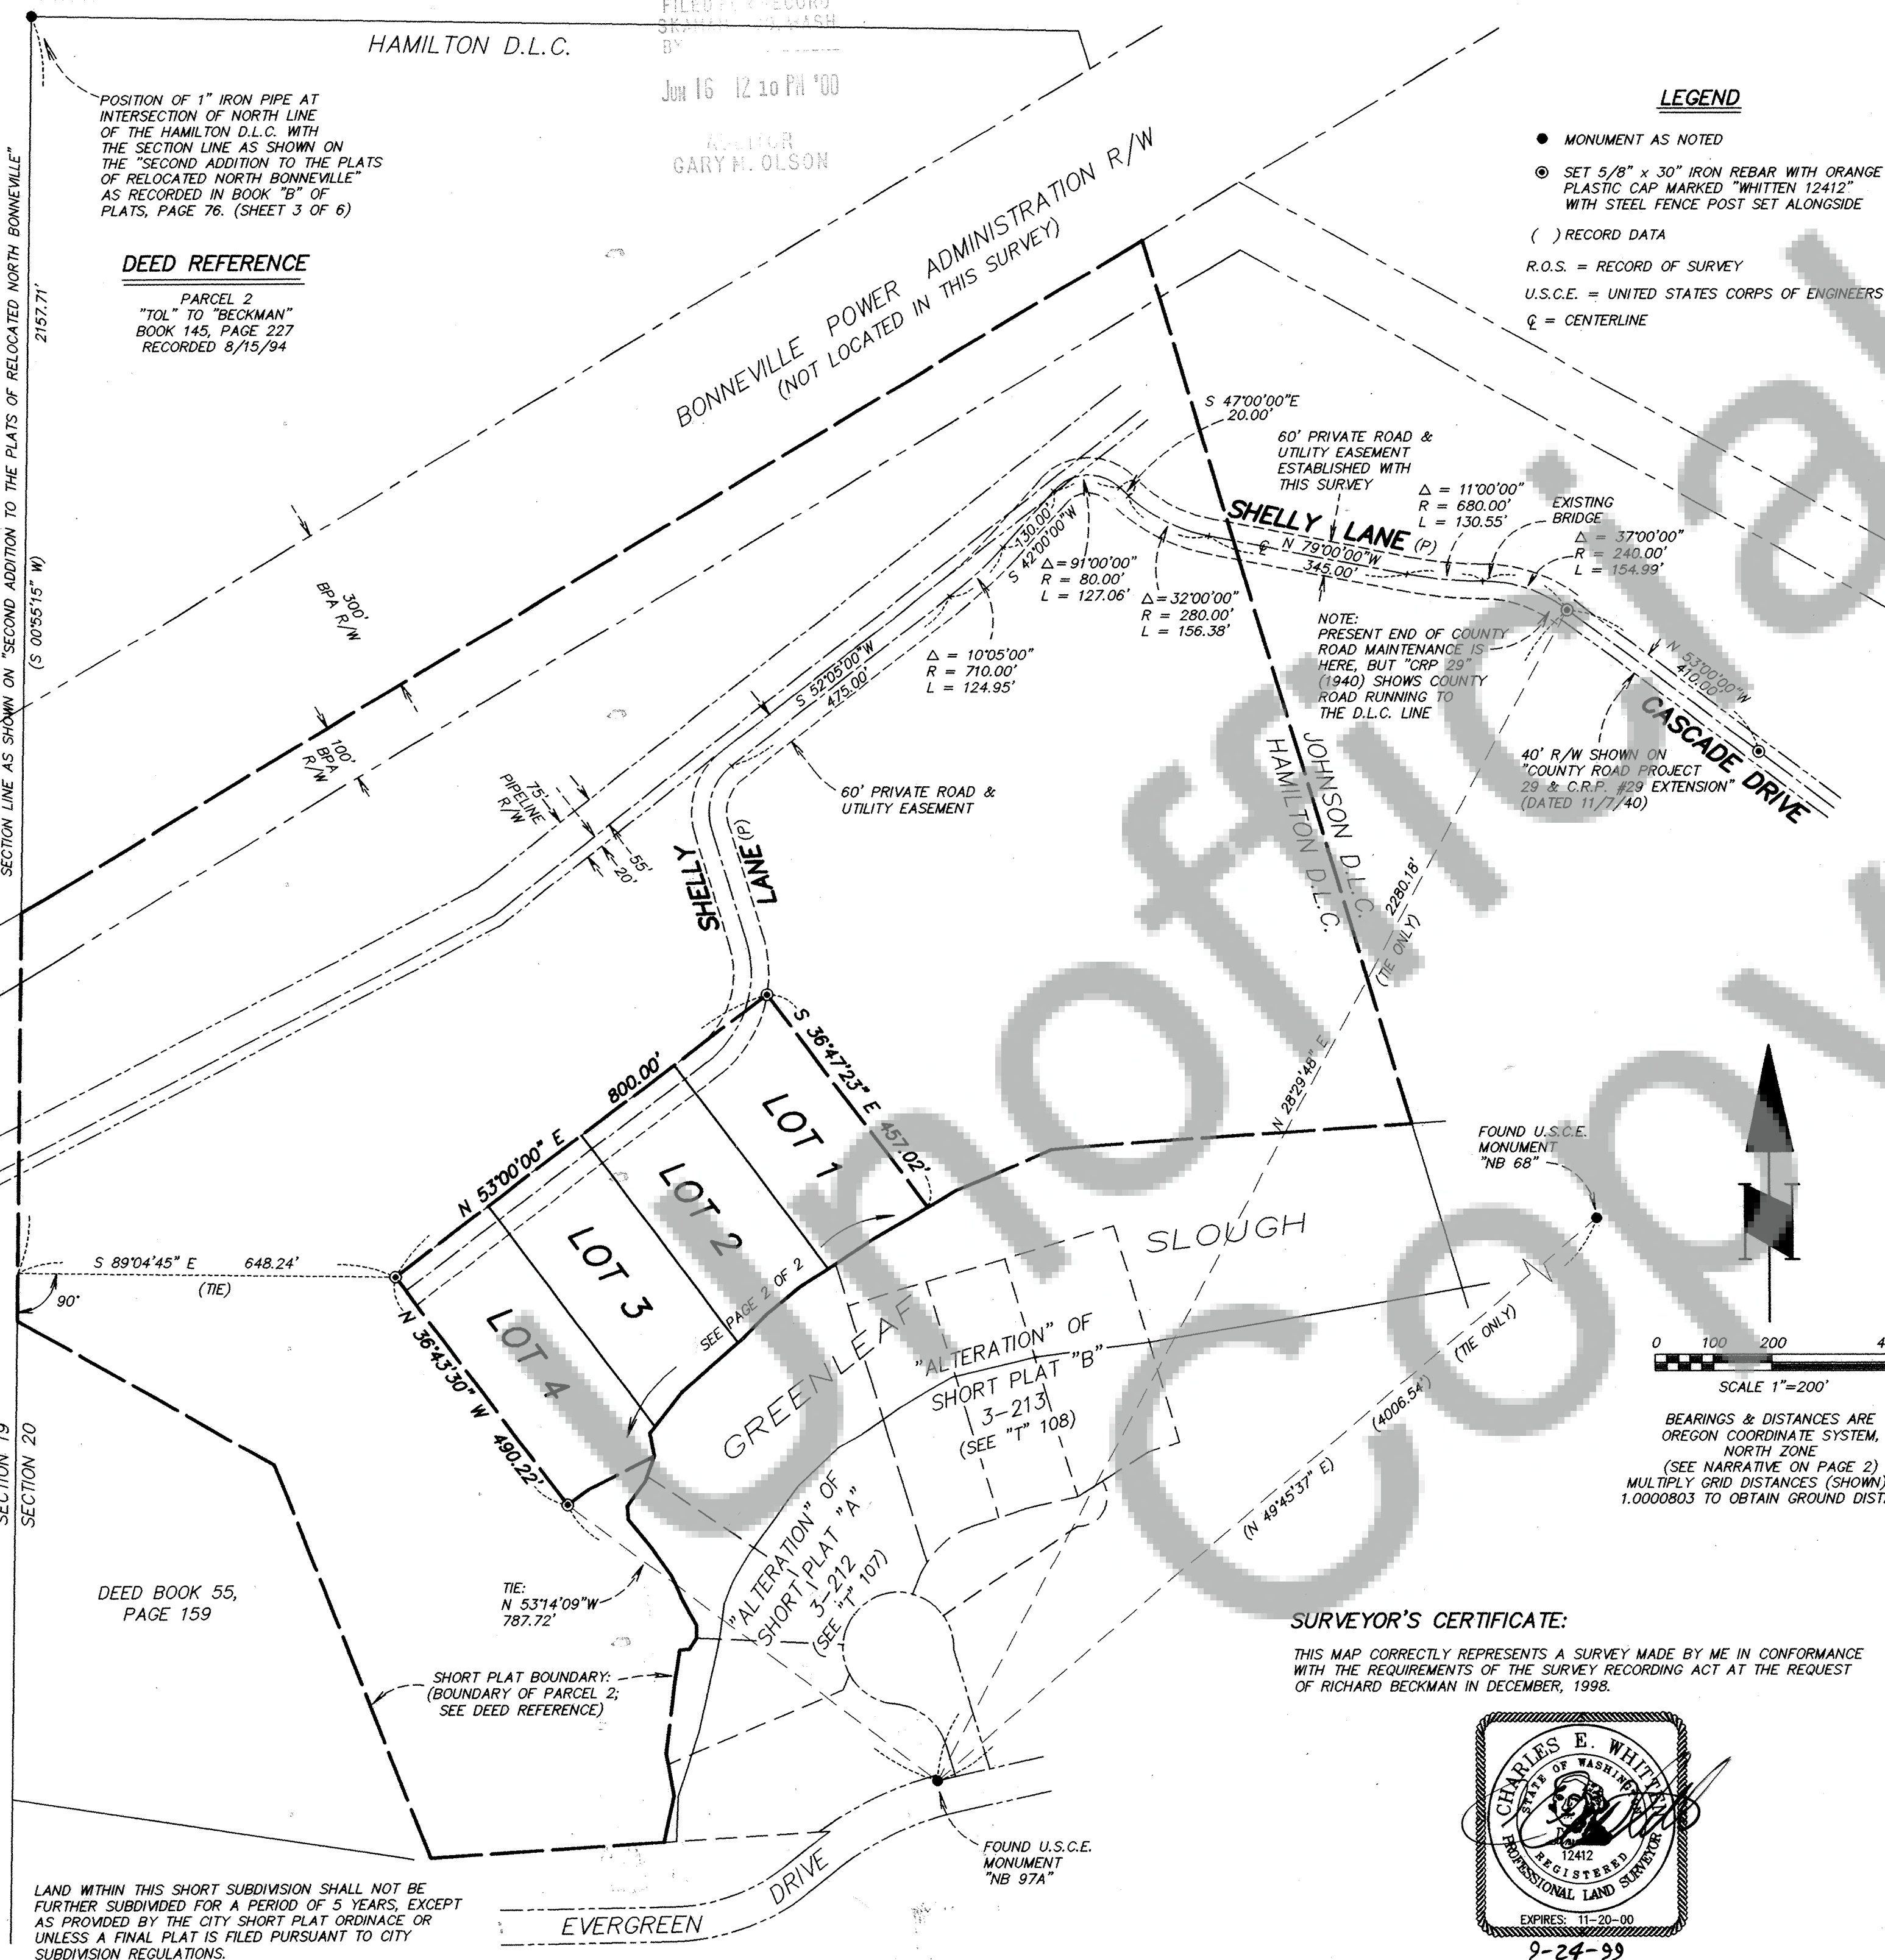 FILED FOR RECORD
BY
JUN 16 12 10 PM '00
AUDITOR
GARY M. OLSON
HAMILTON D.L.C.
POSITION OF 1" IRON PIPE AT
INTERSECTION OF NORTH LINE
OF THE HAMILTON D.L.C. WITH
THE SECTION LINE AS SHOWN ON
THE "SECOND ADDITION TO THE PLATS
OF RELOCATED NORTH BONNEVILLE"
AS RECORDED IN BOOK "B" OF
PLATS, PAGE 76. (SHEET 3 OF 6)
DEED REFERENCE
PARCEL 2
"TOL" TO "BECKMAN"
BOOK 145, PAGE 227
RECORDED 8/15/94
SECTION LINE AS SHOWN ON "SECOND ADDITION TO THE PLATS OF RELOCATED NORTH BONNEVILLE"
2157.71'
(S 00°55'15" W)
BONNEVILLE POWER ADMINISTRATION R/W
(NOT LOCATED IN THIS SURVEY)
LEGEND
MONUMENT AS NOTED
SET 5/8" x 30" IRON REBAR WITH ORANGE
PLASTIC CAP MARKED "WHITTEN 12412"
WITH STEEL FENCE POST SET ALONGSIDE
( ) RECORD DATA
R.O.S. = RECORD OF SURVEY
U.S.C.E. = UNITED STATES CORPS OF ENGINEERS
℄ = CENTERLINE
S 47°00'00"E
20.00'
60' PRIVATE ROAD &
UTILITY EASEMENT
ESTABLISHED WITH
THIS SURVEY
Δ = 11°00'00"
R = 680.00'
L = 130.55'
EXISTING
BRIDGE
Δ = 37°00'00"
R = 240.00'
L = 154.99'
SHELLY LANE (P)
℄ N 79°00'00"W
345.00'
130.00'
S 42°00'00"W
Δ=91°00'00"
R = 80.00'
L = 127.06'
Δ=32°00'00"
R = 280.00'
L = 156.38'
Δ = 10°05'00"
R = 710.00'
L = 124.95'
NOTE:
PRESENT END OF COUNTY
ROAD MAINTENANCE IS
HERE, BUT "CRP 29"
(1940) SHOWS COUNTY
ROAD RUNNING TO
THE D.L.C. LINE
N 53°00'00"W
410.00'
CASCADE DRIVE
40' R/W SHOWN ON
"COUNTY ROAD PROJECT
29 & C.R.P. #29 EXTENSION"
(DATED 11/7/40)
300'
BPA R/W
100'
BPA
R/W
S 52°05'00"W
475.00'
75'
PIPELINE
R/W
55'
20'
60' PRIVATE ROAD &
UTILITY EASEMENT
SHELLY
LANE (P)
JOHNSON D.L.C.
HAMILTON D.L.C.
2280.18'
(TIE ONLY)
N 28°29'48" E
S 36°47'23" E 457.02'
N 53°00'00" E 800.00'
LOT 1
LOT 2
LOT 3
LOT 4
SEE PAGE 2 OF 2
S 89°04'45" E 648.24'
(TIE)
90°
N 36°43'30" W 490.22'
FOUND U.S.C.E.
MONUMENT
"NB 68"
GREENLEAF SLOUGH
"ALTERATION" OF
SHORT PLAT "B"
3-213
(SEE "T" 108)
"ALTERATION" OF
SHORT PLAT "A"
3-212
(SEE "T" 107)
(TIE ONLY)
(4006.54')
(N 49°45'37" E)
N
0 100 200 4
SCALE 1"=200'
BEARINGS & DISTANCES ARE
OREGON COORDINATE SYSTEM,
NORTH ZONE
(SEE NARRATIVE ON PAGE 2)
MULTIPLY GRID DISTANCES (SHOWN)
1.0000803 TO OBTAIN GROUND DIST.
SECTION 19
SECTION 20
DEED BOOK 55,
PAGE 159
TIE:
N 53°14'09"W
787.72'
SHORT PLAT BOUNDARY:
(BOUNDARY OF PARCEL 2;
SEE DEED REFERENCE)
SURVEYOR'S CERTIFICATE:
THIS MAP CORRECTLY REPRESENTS A SURVEY MADE BY ME IN CONFORMANCE
WITH THE REQUIREMENTS OF THE SURVEY RECORDING ACT AT THE REQUEST
OF RICHARD BECKMAN IN DECEMBER, 1998.
CHARLES E. WHITTEN
STATE OF WASHINGTON
12412
REGISTERED
PROFESSIONAL LAND SURVEYOR
EXPIRES: 11-20-00
9-24-99
FOUND U.S.C.E.
MONUMENT
"NB 97A"
EVERGREEN DRIVE
LAND WITHIN THIS SHORT SUBDIVISION SHALL NOT BE
FURTHER SUBDIVIDED FOR A PERIOD OF 5 YEARS, EXCEPT
AS PROVIDED BY THE CITY SHORT PLAT ORDINACE OR
UNLESS A FINAL PLAT IS FILED PURSUANT TO CITY
SUBDIVISION REGULATIONS.
Unofficial
Copy